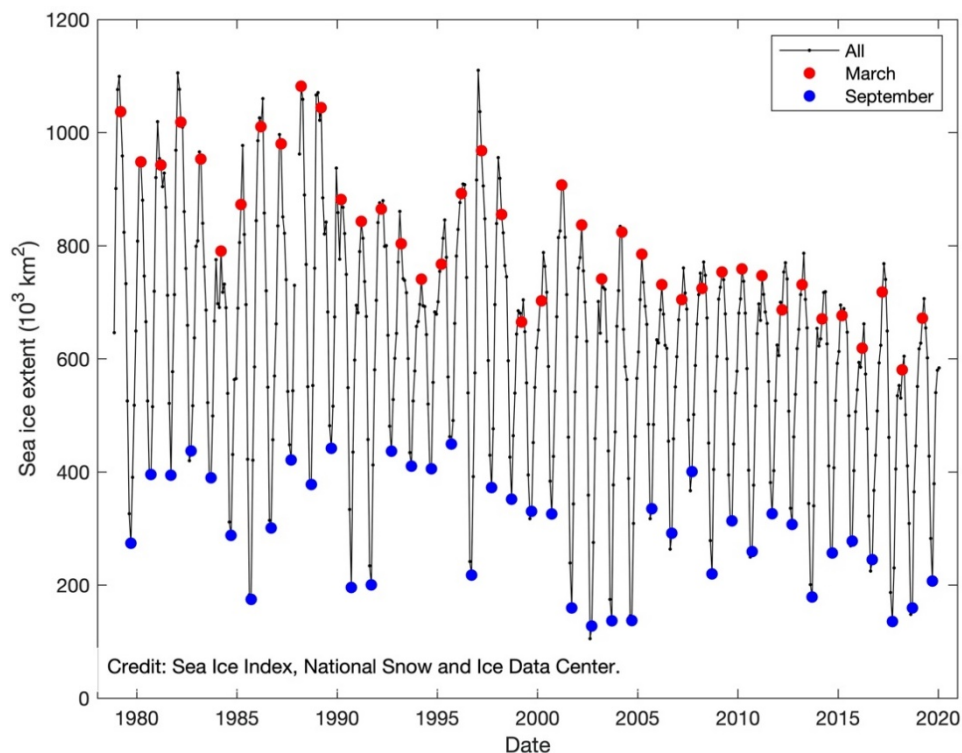 1200
1000
800
600
400
200
0
Sea ice extent (10³ km²)
All
March
September
Credit: Sea Ice Index, National Snow and Ice Data Center.
1980 1985 1990 1995 2000 2005 2010 2015 2020
Date